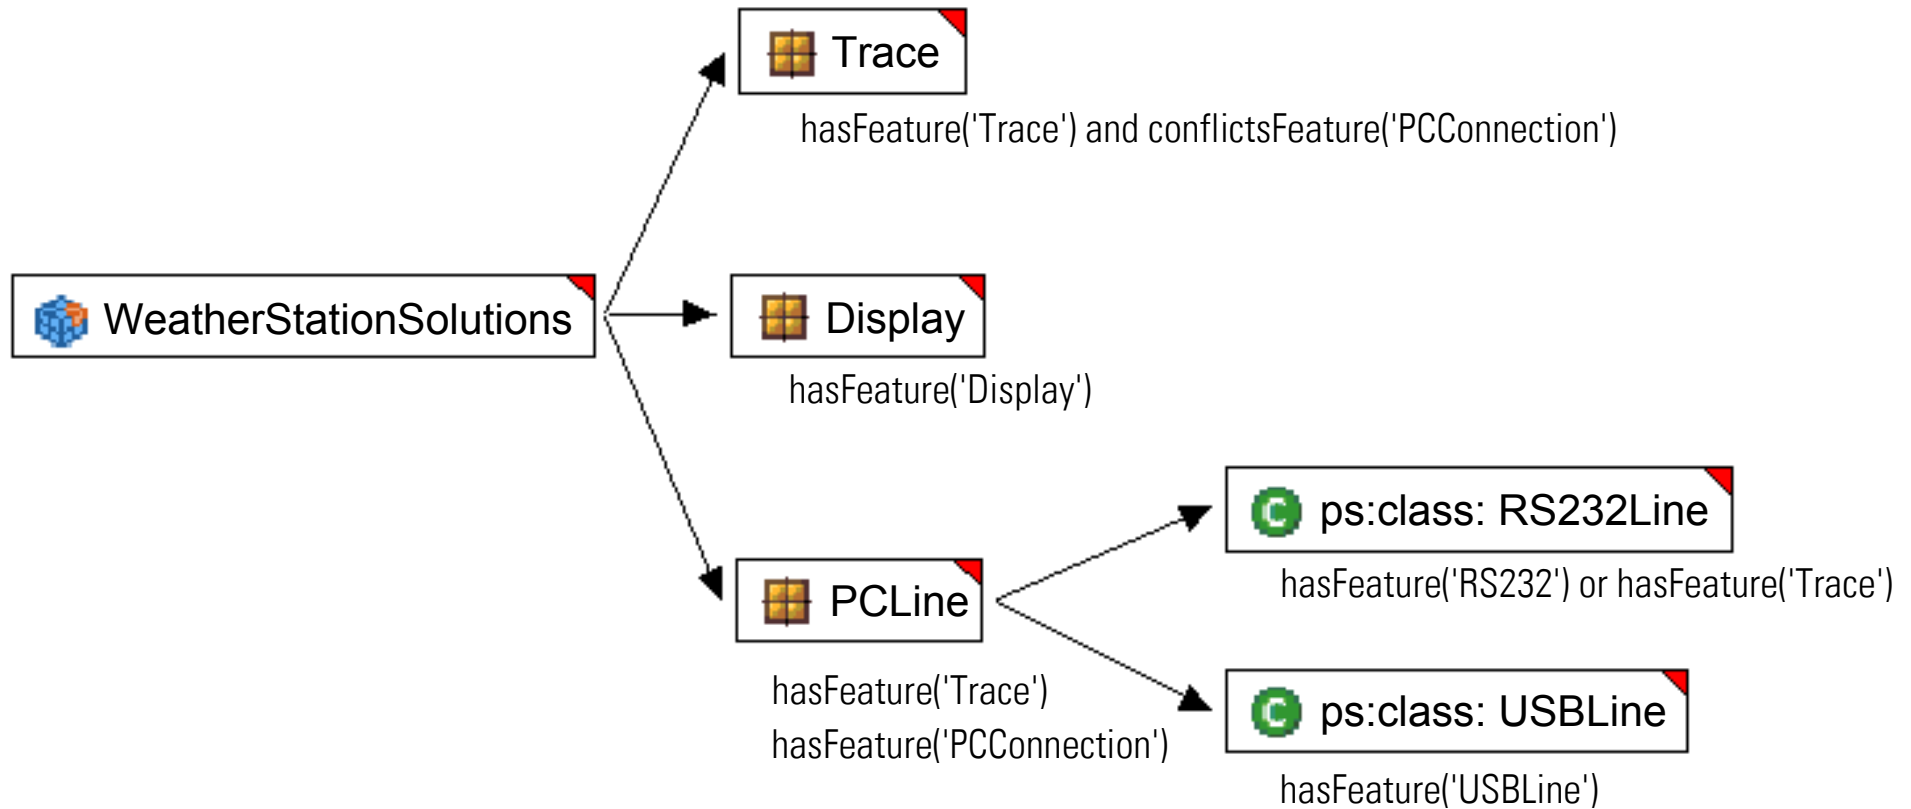 Trace
hasFeature('Trace') and conflictsFeature('PCConnection')
WeatherStationSolutions
Display
hasFeature('Display')
ps:class: RS232Line
hasFeature('RS232') or hasFeature('Trace')
PCLine
hasFeature('Trace')
hasFeature('PCConnection')
ps:class: USBLine
hasFeature('USBLine')